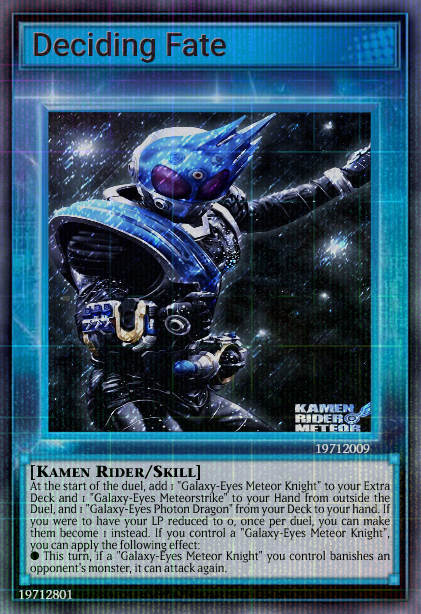 Deciding Fate
KAMEN
RIDER
METEOR
19712009
[KAMEN RIDER/SKILL]
At the start of the duel, add 1 "Galaxy-Eyes Meteor Knight" to your Extra
Deck and 1 "Galaxy-Eyes Meteorstrike" to your Hand from outside the
Duel, and 1 "Galaxy-Eyes Photon Dragon" from your Deck to your hand. If
you were to have your LP reduced to 0, once per duel, you can make
them become 1 instead. If you control a "Galaxy-Eyes Meteor Knight",
you can apply the following effect:
● This turn, if a "Galaxy-Eyes Meteor Knight" you control banishes an
opponent's monster, it can attack again.
19712801